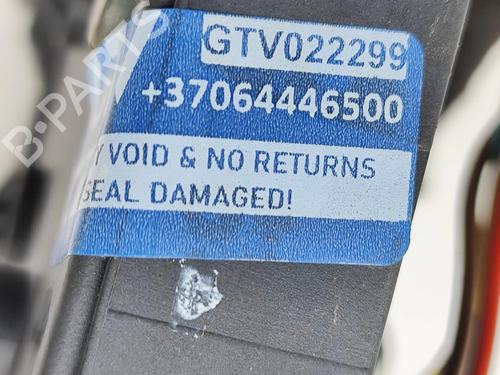 GTV022299
+37064446500
Y VOID & NO RETURNS
SEAL DAMAGED!
B-PARTS